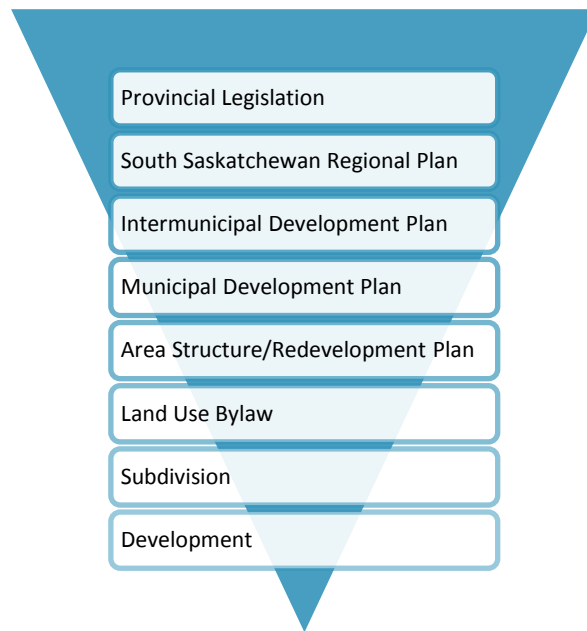 Provincial Legislation
South Saskatchewan Regional Plan
Intermunicipal Development Plan
Municipal Development Plan
Area Structure/Redevelopment Plan
Land Use Bylaw
Subdivision
Development